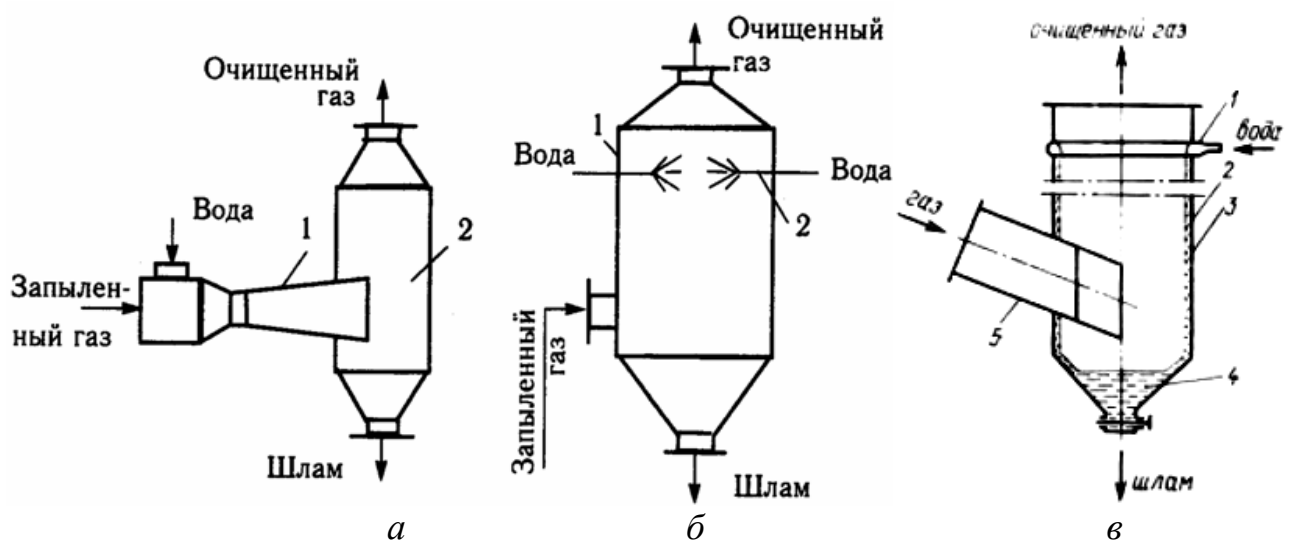 Очищенный
газ
Вода
1
2
Запылен-
ный газ
Шлам
а
Очищенный
газ
1
Вода
Вода
2
Запыленный
газ
Шлам
б
очищенный газ
1
вода
2
газ
3
5
4
шлам
в